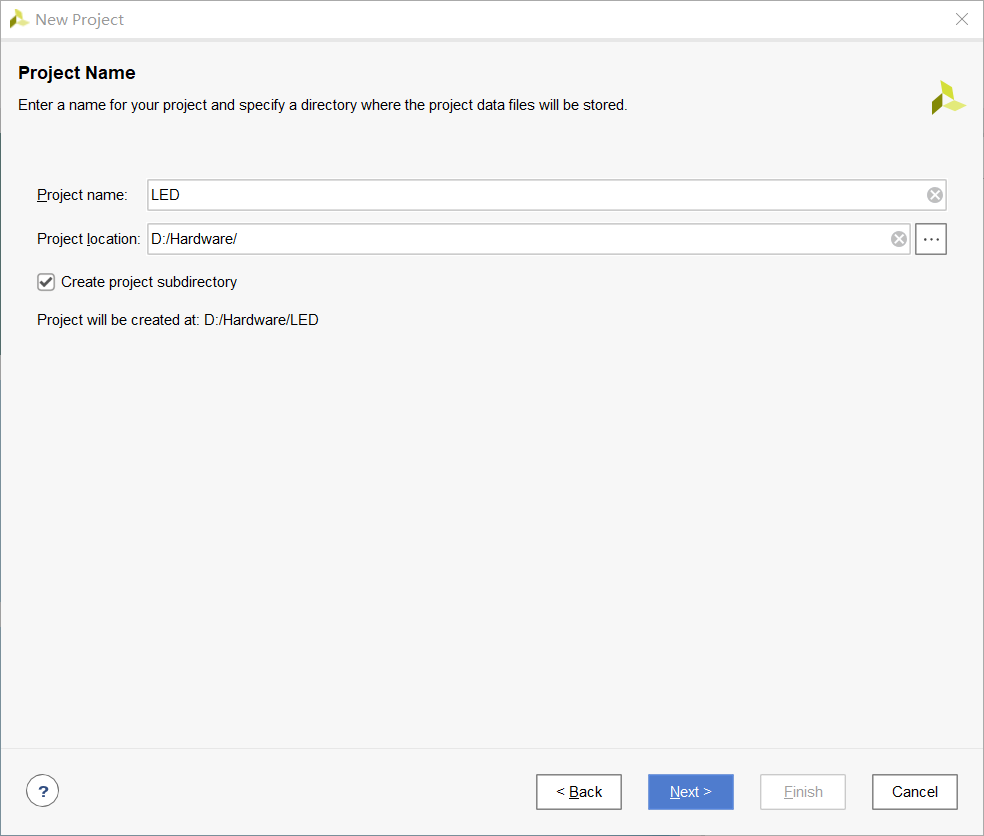 New Project
Project Name
Enter a name for your project and specify a directory where the project data files will be stored.
Project name: LED
Project location: D:/Hardware/ ...
Create project subdirectory
Project will be created at: D:/Hardware/LED
? < Back Next > Finish Cancel